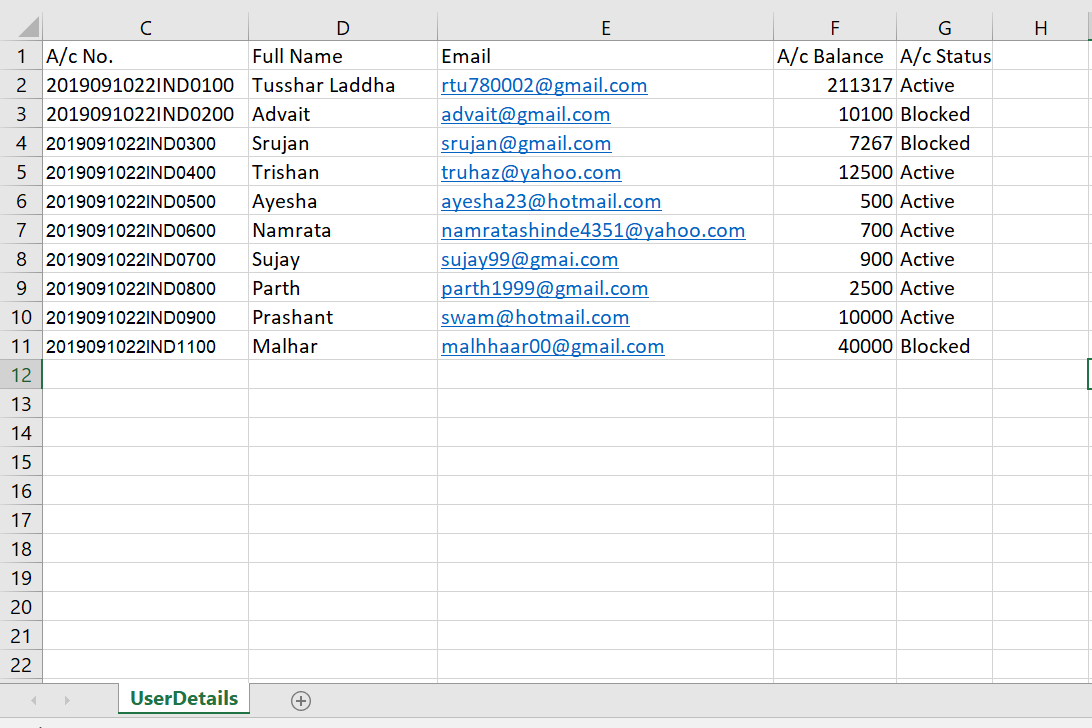 C D E F G H
1 A/c No. Full Name Email A/c Balance A/c Status
2 2019091022IND0100 Tusshar Laddha rtu780002@gmail.com 211317 Active
3 2019091022IND0200 Advait advait@gmail.com 10100 Blocked
4 2019091022IND0300 Srujan srujan@gmail.com 7267 Blocked
5 2019091022IND0400 Trishan truhaz@yahoo.com 12500 Active
6 2019091022IND0500 Ayesha ayesha23@hotmail.com 500 Active
7 2019091022IND0600 Namrata namratashinde4351@yahoo.com 700 Active
8 2019091022IND0700 Sujay sujay99@gmai.com 900 Active
9 2019091022IND0800 Parth parth1999@gmail.com 2500 Active
10 2019091022IND0900 Prashant swam@hotmail.com 10000 Active
11 2019091022IND1100 Malhar malhhaar00@gmail.com 40000 Blocked
12
13
14
15
16
17
18
19
20
21
22
UserDetails